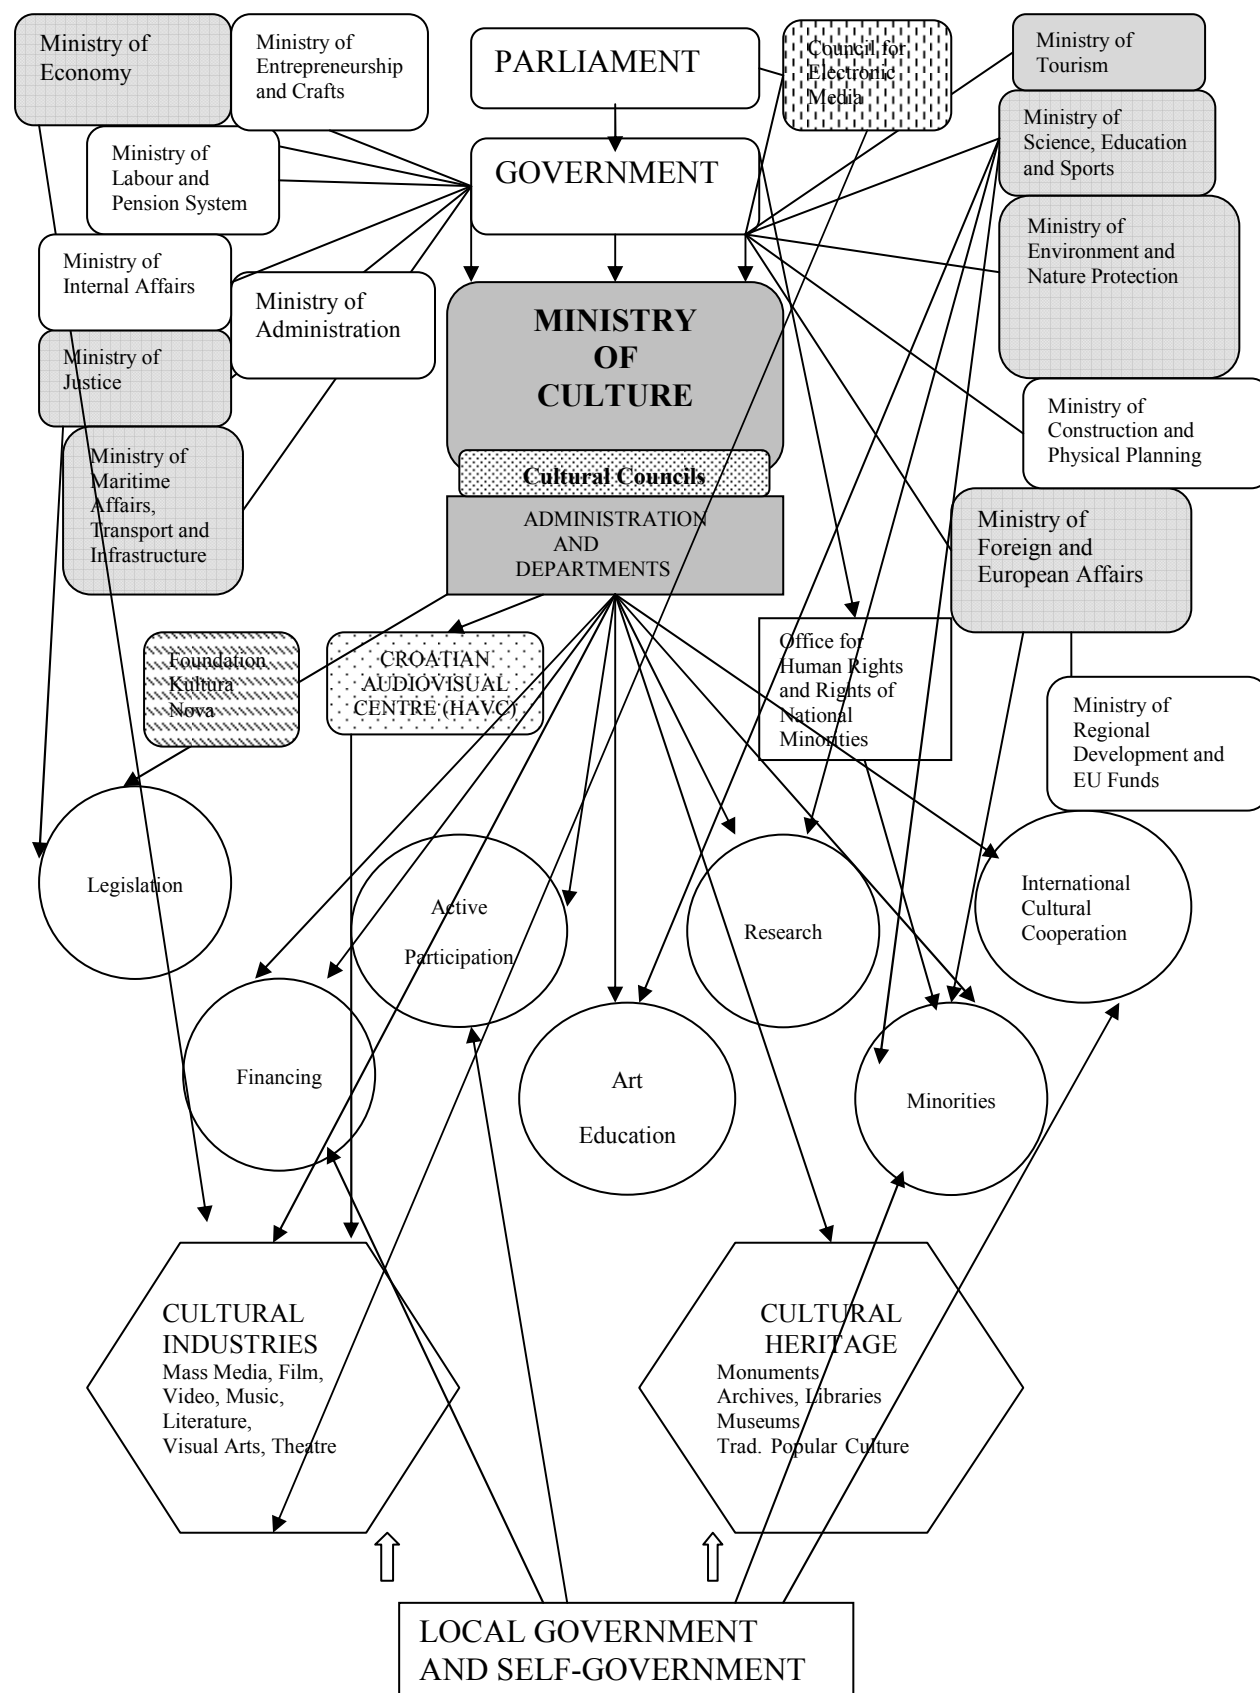 Ministry of
Economy
Ministry of
Entrepreneurship
and Crafts
PARLIAMENT
Council for
Electronic
Media
Ministry of
Tourism
Ministry of
Science, Education
and Sports
Ministry of
Labour and
Pension System
GOVERNMENT
Ministry of
Environment and
Nature Protection
Ministry of
Internal Affairs
Ministry of
Administration
MINISTRY
OF
CULTURE
Ministry of
Justice
Ministry of
Construction and
Physical Planning
Ministry of
Maritime
Affairs,
Transport and
Infrastructure
Cultural Councils
ADMINISTRATION
AND
DEPARTMENTS
Ministry of
Foreign and
European Affairs
Foundation
Kultura
Nova
CROATIAN
AUDIOVISUAL
CENTRE (HAVC)
Office for
Human Rights
and Rights of
National
Minorities
Ministry of
Regional
Development and
EU Funds
Legislation
Active
Participation
Research
International
Cultural
Cooperation
Financing
Art
Education
Minorities
CULTURAL
INDUSTRIES
Mass Media, Film,
Video, Music,
Literature,
Visual Arts, Theatre
CULTURAL
HERITAGE
Monuments
Archives, Libraries
Museums
Trad. Popular Culture
LOCAL GOVERNMENT
AND SELF-GOVERNMENT